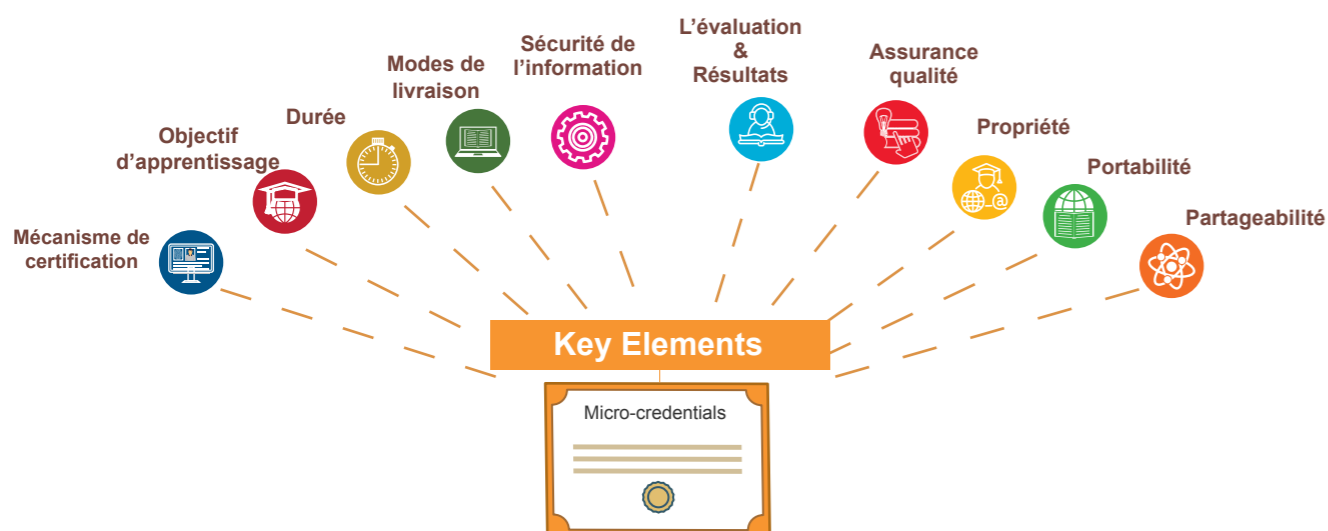 Mécanisme de
certification
Objectif
d'apprentissage
Durée
Modes de
livraison
Sécurité de
l'information
L'évaluation
&
Résultats
Assurance
qualité
Propriété
Portabilité
Partageabilité
Key Elements
Micro-credentials